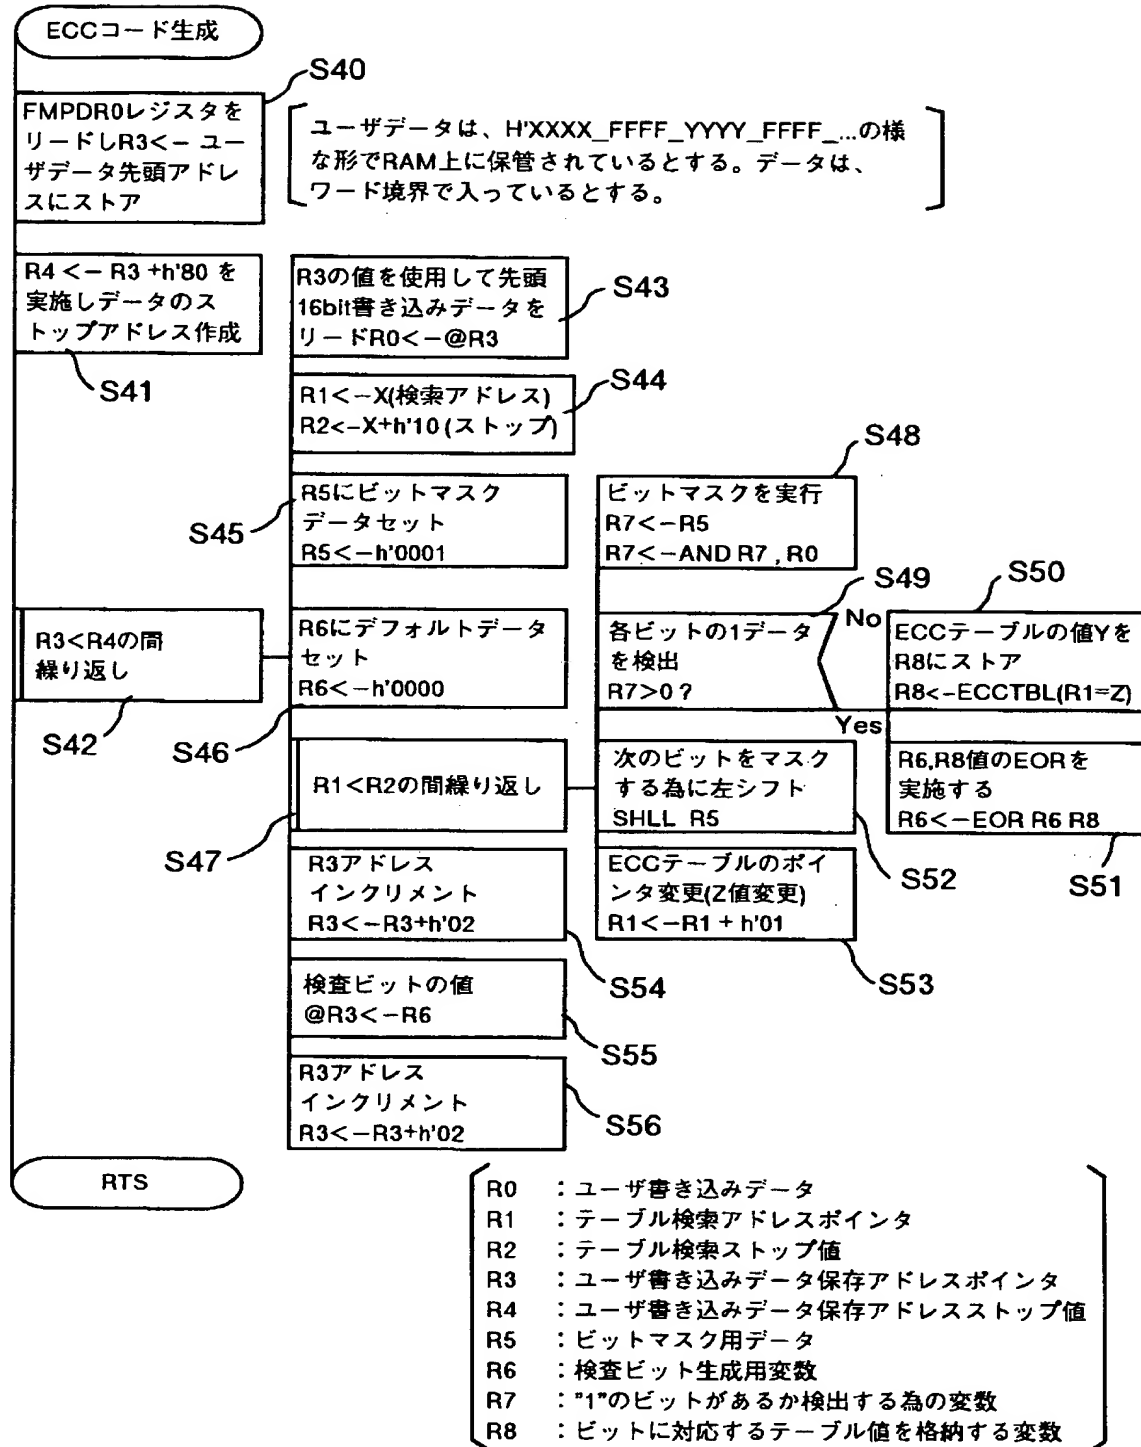 ECCコード生成
S40
FMPDR0レジスタを
リードしR3<－ ユー
ザデータ先頭アドレ
スにストア
ユーザデータは、H'XXXX_FFFF_YYYY_FFFF_...の様
な形でRAM上に保管されているとする。データは、
ワード境界で入っているとする。
R4 <－ R3 +h'80 を
実施しデータのス
トップアドレス作成
S41
R3の値を使用して先頭
16bit書き込みデータを
リードR0<－@R3
S43
R1<－X(検索アドレス)
R2<-X+h'10 (ストップ)
S44
S45
R5にビットマスク
データセット
R5<－h'0001
S48
ビットマスクを実行
R7<－R5
R7<－AND R7 , R0
R3<R4の間
繰り返し
S42
R6にデフォルトデータ
セット
R6<－h'0000
S46
S49
各ビットの1データ
を検出
R7>0 ?
No
Yes
S50
ECCテーブルの値Yを
R8にストア
R8<-ECCTBL(R1=Z)
R1<R2の間繰り返し
S47
次のビットをマスク
する為に左シフト
SHLL R5
S52
R6,R8値のEORを
実施する
R6<－EOR R6 R8
S51
R3アドレス
インクリメント
R3<－R3+h'02
S54
ECCテーブルのポイ
ンタ変更(Z値変更)
R1<－R1 + h'01
S53
検査ビットの値
@R3<－R6
S55
R3アドレス
インクリメント
R3<－R3+h'02
S56
RTS
R0 ：ユーザ書き込みデータ
R1 ：テーブル検索アドレスポインタ
R2 ：テーブル検索ストップ値
R3 ：ユーザ書き込みデータ保存アドレスポインタ
R4 ：ユーザ書き込みデータ保存アドレスストップ値
R5 ：ビットマスク用データ
R6 ：検査ビット生成用変数
R7 ："1"のビットがあるか検出する為の変数
R8 ：ビットに対応するテーブル値を格納する変数